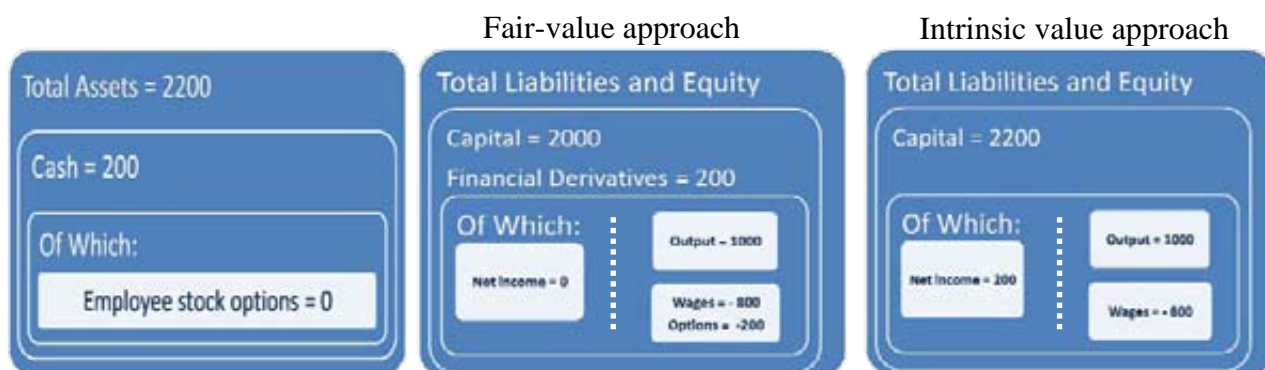 Fair-value approach
Intrinsic value approach
Total Assets = 2200
Cash = 200
Of Which:
Employee stock options = 0
Total Liabilities and Equity
Capital = 2000
Financial Derivatives = 200
Of Which:
Net Income = 0
Output = 1000
Wages = - 800
Options = -200
Total Liabilities and Equity
Capital = 2200
Of Which:
Net Income = 200
Output = 1000
Wages = - 800